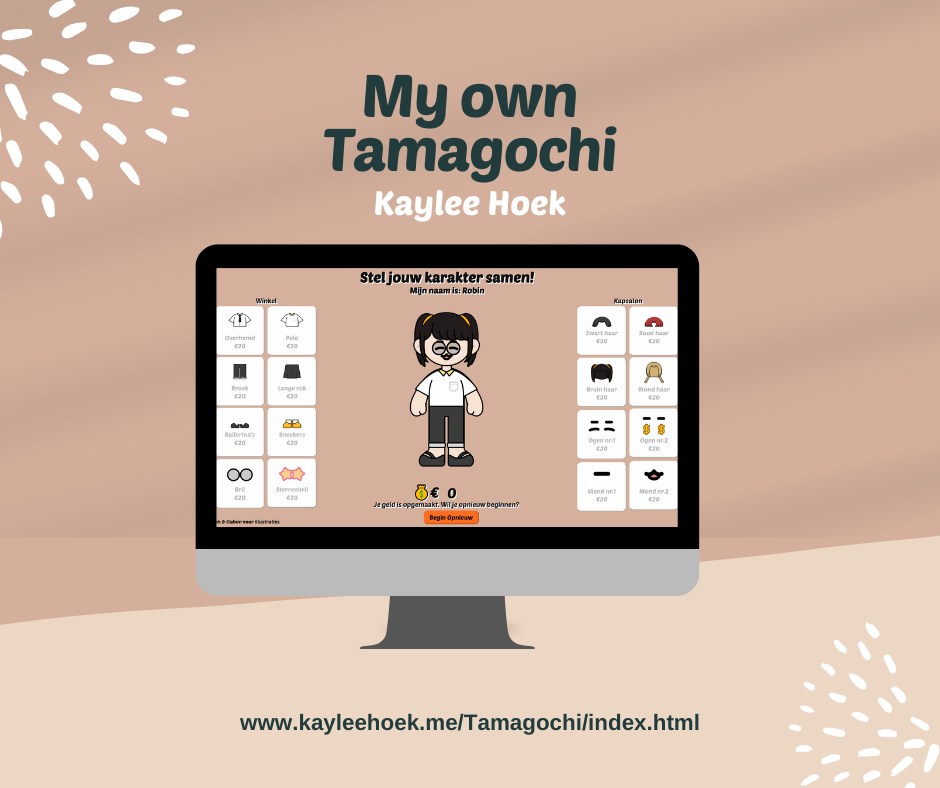 My own
Tamagochi
Kaylee Hoek
Stel jouw karakter samen!
Mijn naam is: Robin
Winkel
Kapsalon
Overhemd
€20
Polo
€20
Zwart haar
€20
Rood haar
€20
Broek
€20
Lange rok
€20
Bruin haar
€20
Blond haar
€20
Ballerina's
€20
Sneakers
€20
Ogen nr.1
€20
Ogen nr.2
€20
Bril
€20
Sterrenbril
€20
Mond nr.1
€20
Mond nr.2
€20
€ 0
Je geld is opgemaakt. Wil je opnieuw beginnen?
Begin Opnieuw
& Gaben voor Illustraties
www.kayleehoek.me/Tamagochi/index.html